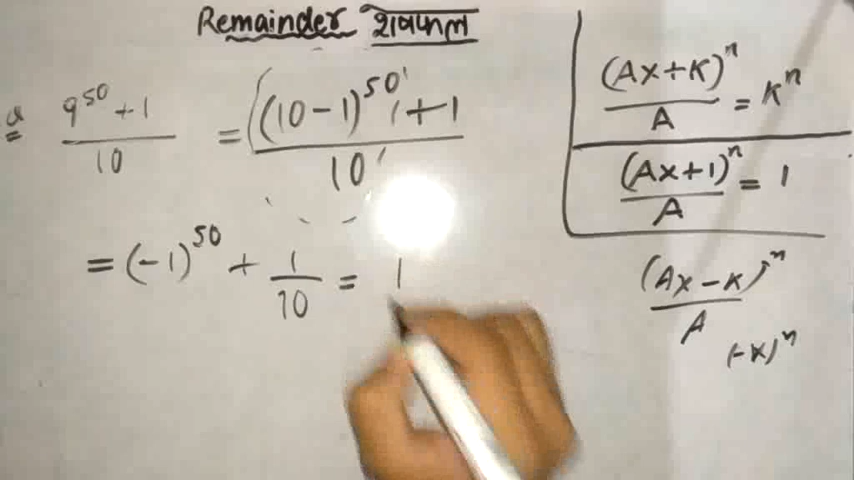 Remainder શેષફળ
Q 9^50 + 1 / 10 = (10 - 1)^50 + 1 / 10
= (-1)^50 + 1 / 10 = 1
(Ax + K)^n / A = K^n
(Ax + 1)^n / A = 1
(Ax - K)^n / A
(-K)^n